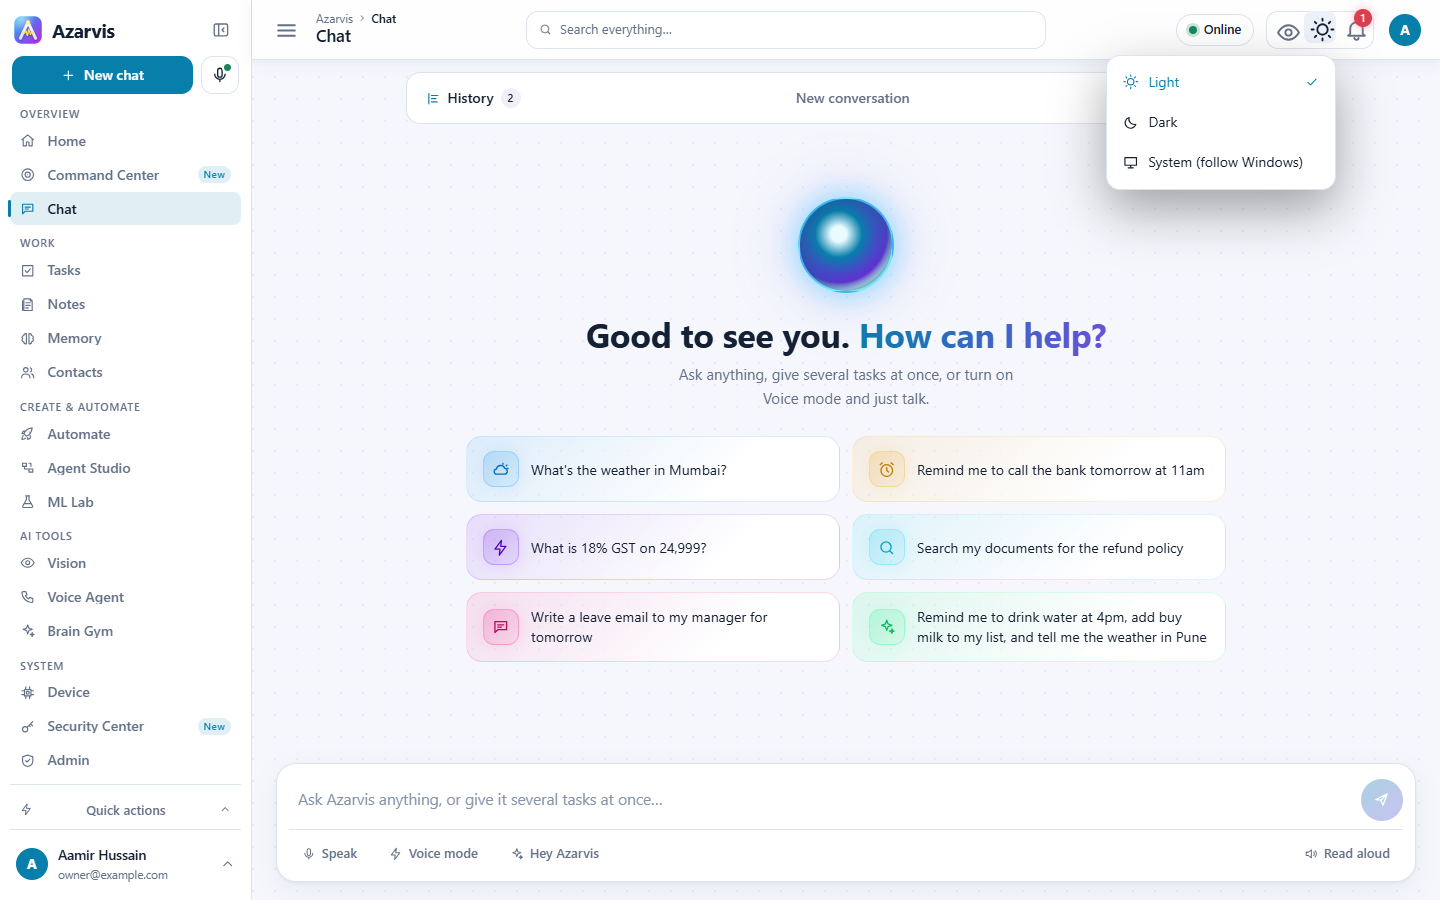 Azarvis
New chat
OVERVIEW
Home
Command Center New
Chat
WORK
Tasks
Notes
Memory
Contacts
CREATE & AUTOMATE
Automate
Agent Studio
ML Lab
AI TOOLS
Vision
Voice Agent
Brain Gym
SYSTEM
Device
Security Center New
Admin
Quick actions
A
Aamir Hussain
owner@example.com
Azarvis > Chat
Chat
Search everything...
Online
1
A
Light
Dark
System (follow Windows)
History 2
New conversation
Good to see you. How can I help?
Ask anything, give several tasks at once, or turn on
Voice mode and just talk.
What's the weather in Mumbai?
Remind me to call the bank tomorrow at 11am
What is 18% GST on 24,999?
Search my documents for the refund policy
Write a leave email to my manager for
tomorrow
Remind me to drink water at 4pm, add buy
milk to my list, and tell me the weather in Pune
Ask Azarvis anything, or give it several tasks at once...
Speak
Voice mode
Hey Azarvis
Read aloud